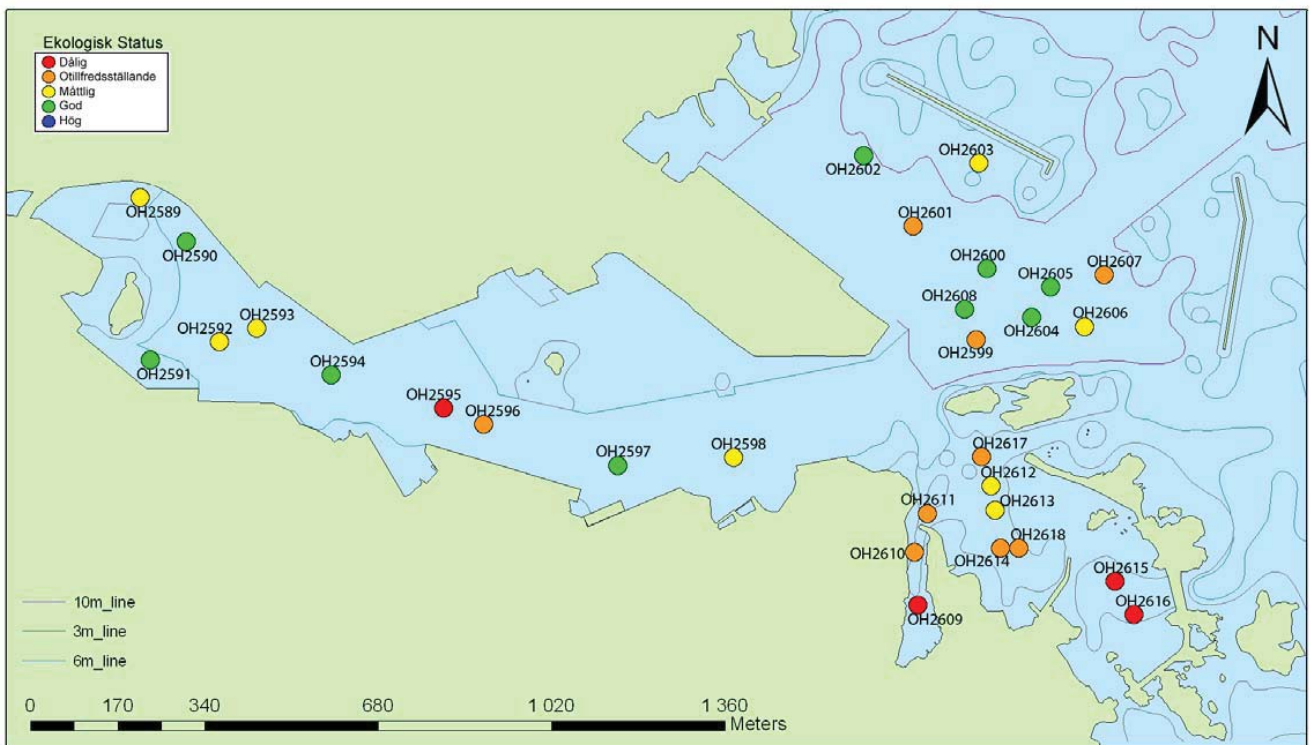 Ekologisk Status
Dålig
Otillfredsställande
Måttlig
God
Hög
N
OH2602
OH2603
OH2589
OH2601
OH2590
OH2600
OH2605
OH2607
OH2608
OH2593
OH2592
OH2604
OH2606
OH2599
OH2591
OH2594
OH2595
OH2596
OH2597
OH2598
OH2617
OH2612
OH2611
OH2613
OH2610
OH2614
OH2618
OH2615
OH2616
OH2609
10m_line
3m_line
6m_line
0 170 340 680 1 020 1 360
Meters